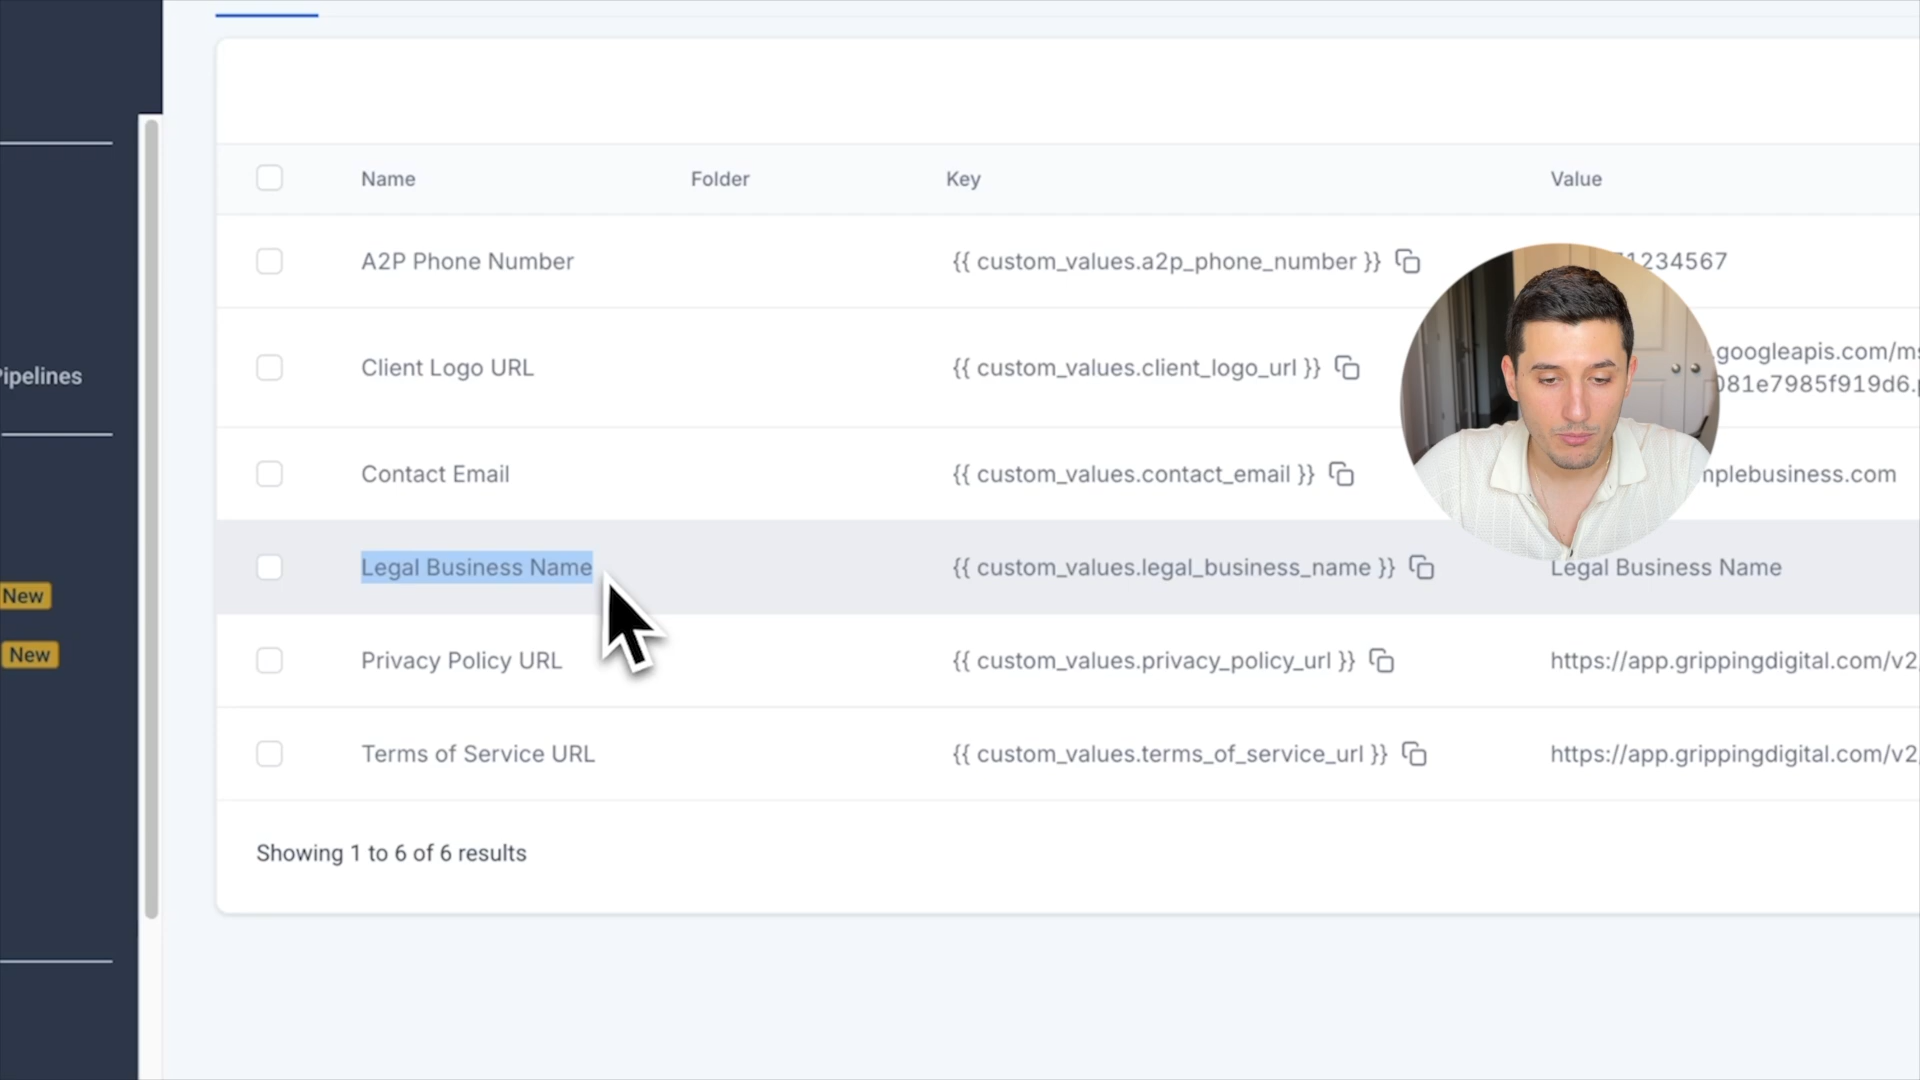 Name Folder Key Value
A2P Phone Number {{ custom_values.a2p_phone_number }} 1234567
Client Logo URL {{ custom_values.client_logo_url }} .googleapis.com/ms
081e7985f919d6.p
Pipelines
Contact Email {{ custom_values.contact_email }} mplebusiness.com
Legal Business Name {{ custom_values.legal_business_name }} Legal Business Name
New
New
Privacy Policy URL {{ custom_values.privacy_policy_url }} https://app.grippingdigital.com/v2
Terms of Service URL {{ custom_values.terms_of_service_url }} https://app.grippingdigital.com/v2
Showing 1 to 6 of 6 results